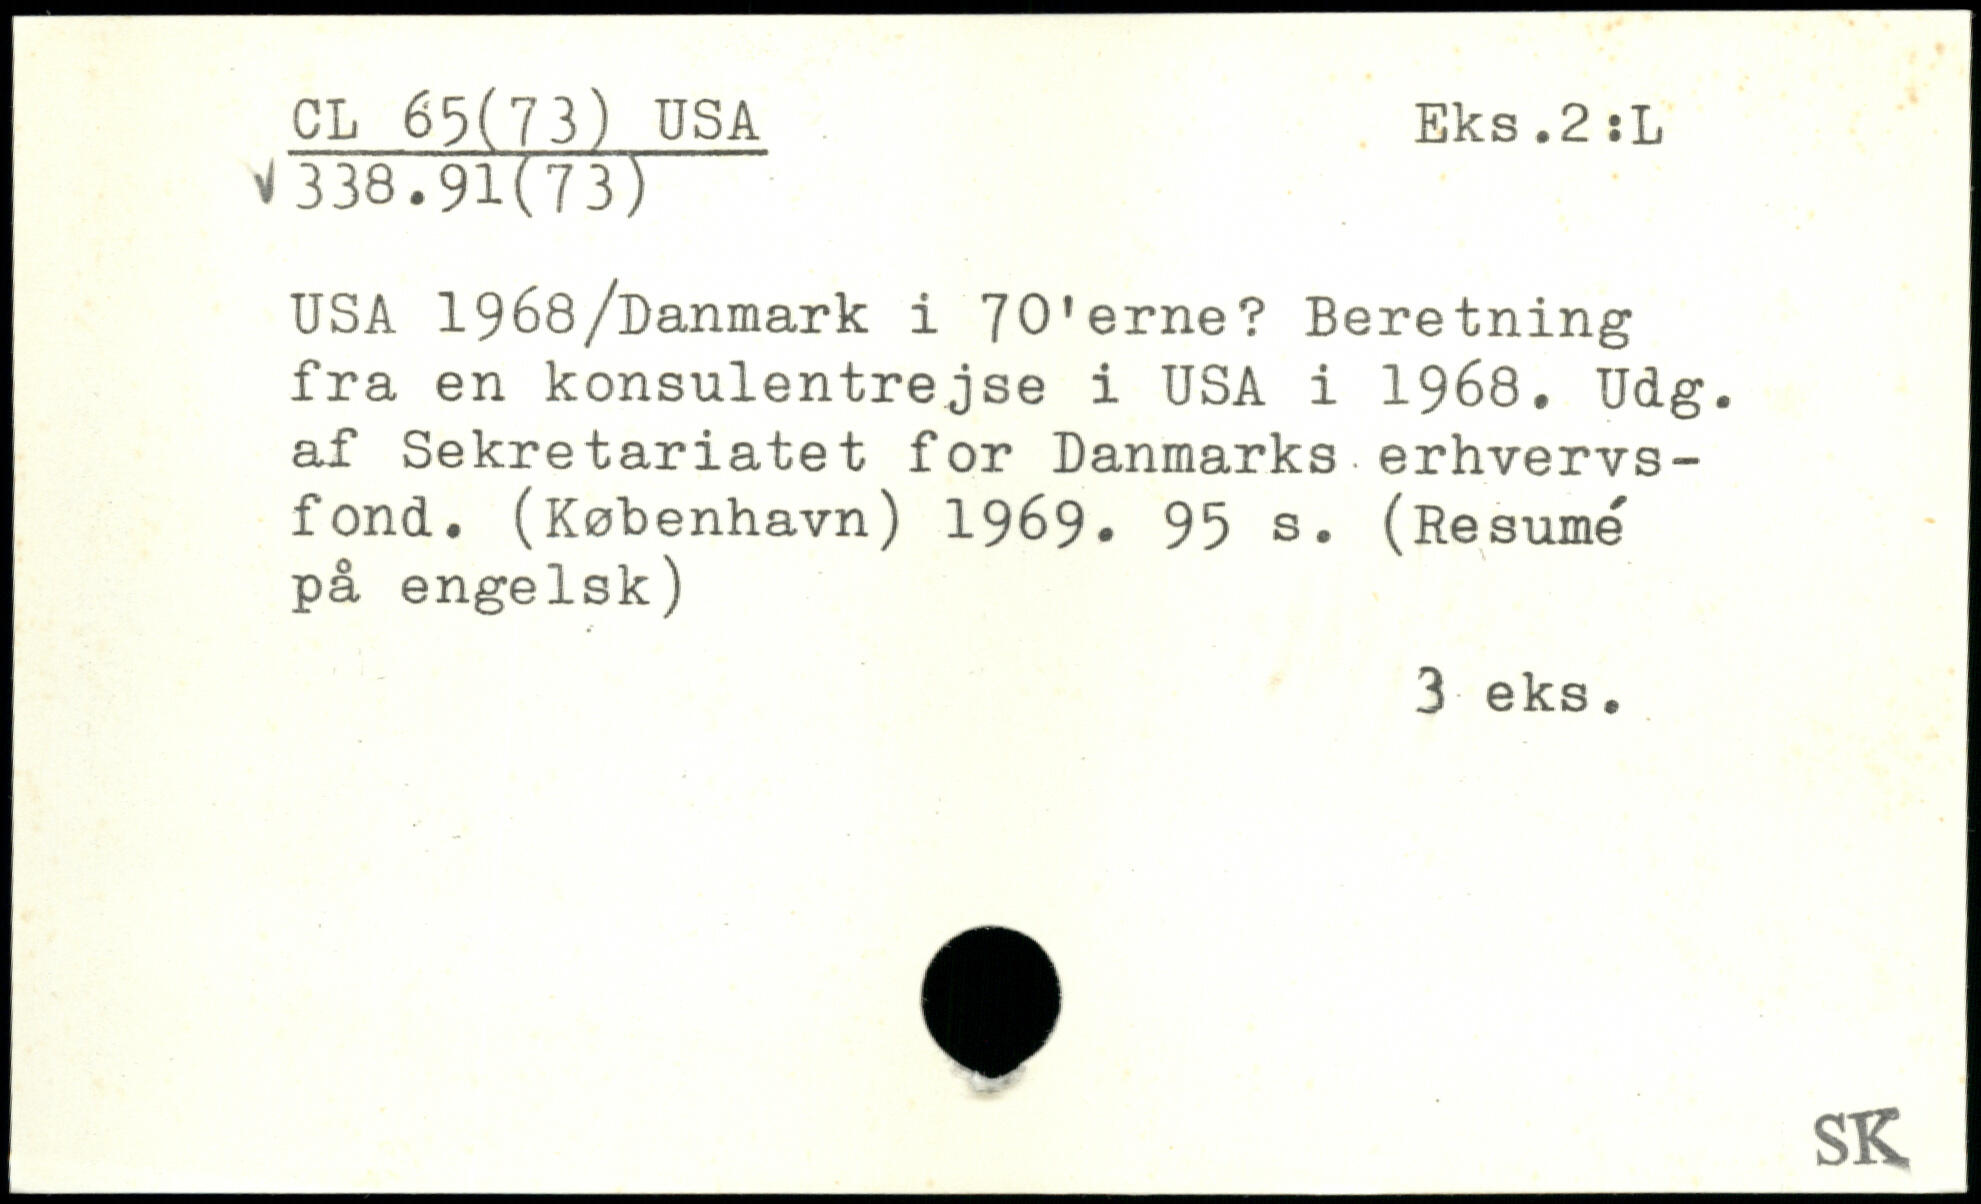 CL 65(73) USA
Eks.2:L
338.91(73)
USA 1968/Danmark i 70'erne? Beretning
fra en konsulentrejse i USA i 1968. Udg.
af Sekretariatet for Danmarks erhvervs-
fond. (København) 1969. 95 s. (Resumé
på engelsk)
3 eks.
SK